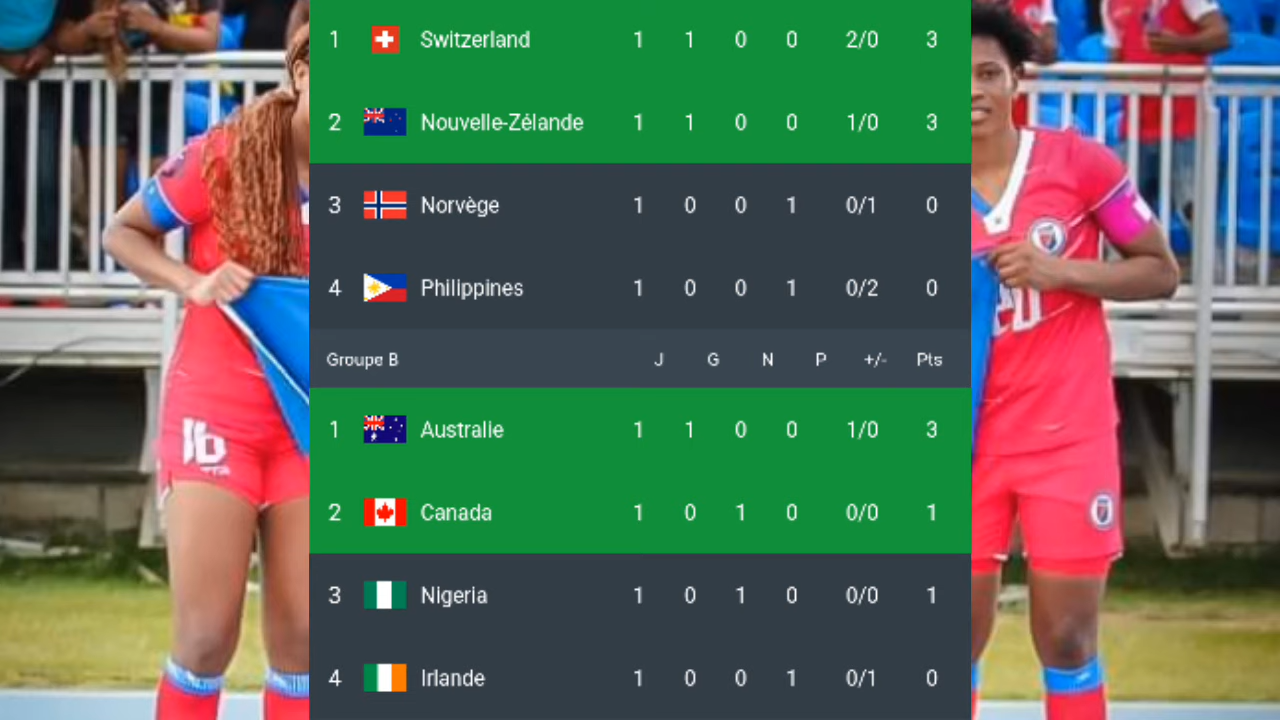 1 Switzerland 1 1 0 0 2/0 3
2 Nouvelle-Zélande 1 1 0 0 1/0 3
3 Norvège 1 0 0 1 0/1 0
4 Philippines 1 0 0 1 0/2 0
Groupe B J G N P +/- Pts
1 Australie 1 1 0 0 1/0 3
2 Canada 1 0 1 0 0/0 1
3 Nigeria 1 0 1 0 0/0 1
4 Irlande 1 0 0 1 0/1 0
16
20